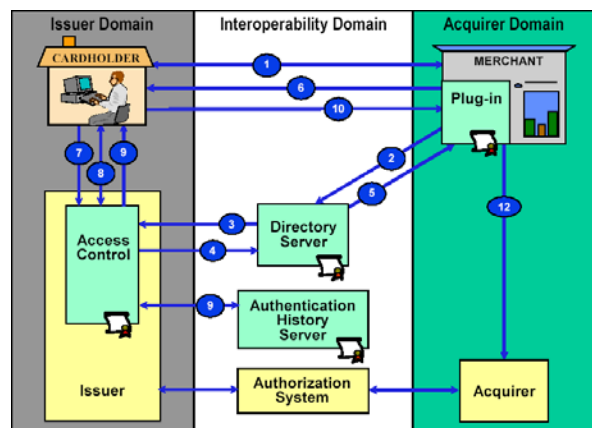 Issuer Domain
Interoperability Domain
Acquirer Domain
CARDHOLDER
MERCHANT
1
6
Plug-in
10
7
8
9
2
5
12
3
4
Access
Control
Directory
Server
9
Authentication
History
Server
Issuer
Authorization
System
Acquirer